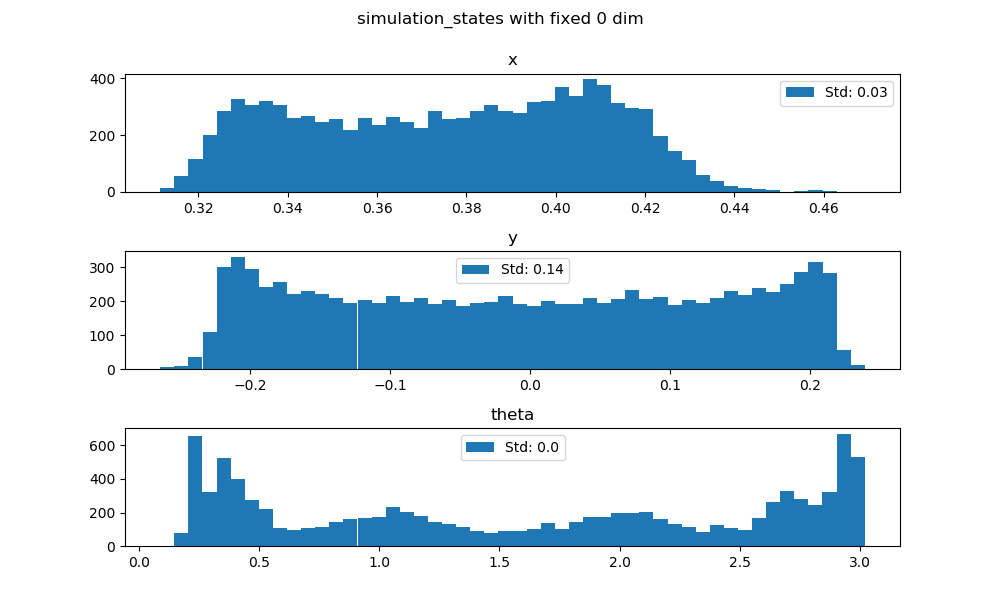 simulation_states with fixed 0 dim
x
400
200
0
Std: 0.03
0.32 0.34 0.36 0.38 0.40 0.42 0.44 0.46
y
300
200
100
0
Std: 0.14
−0.2 −0.1 0.0 0.1 0.2
theta
600
400
200
0
Std: 0.0
0.0 0.5 1.0 1.5 2.0 2.5 3.0